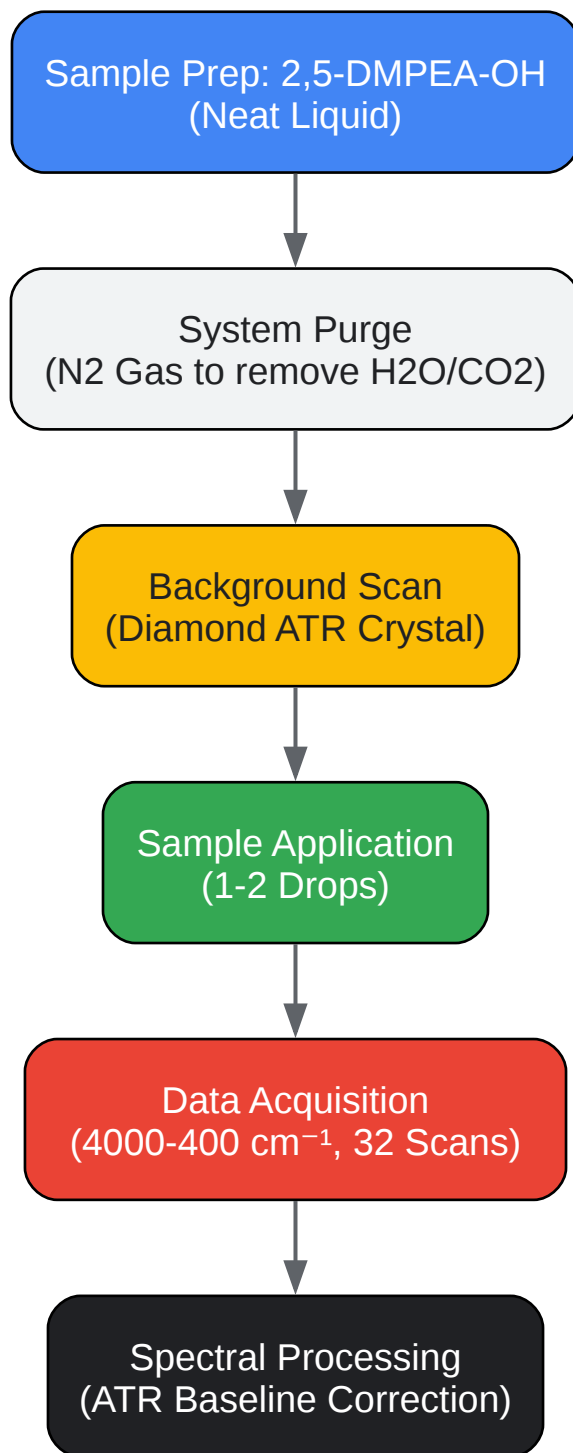 Sample Prep: 2,5-DMPEA-OH
(Neat Liquid)
System Purge
(N2 Gas to remove H2O/CO2)
Background Scan
(Diamond ATR Crystal)
Sample Application
(1-2 Drops)
Data Acquisition
(4000-400 cm⁻¹, 32 Scans)
Spectral Processing
(ATR Baseline Correction)